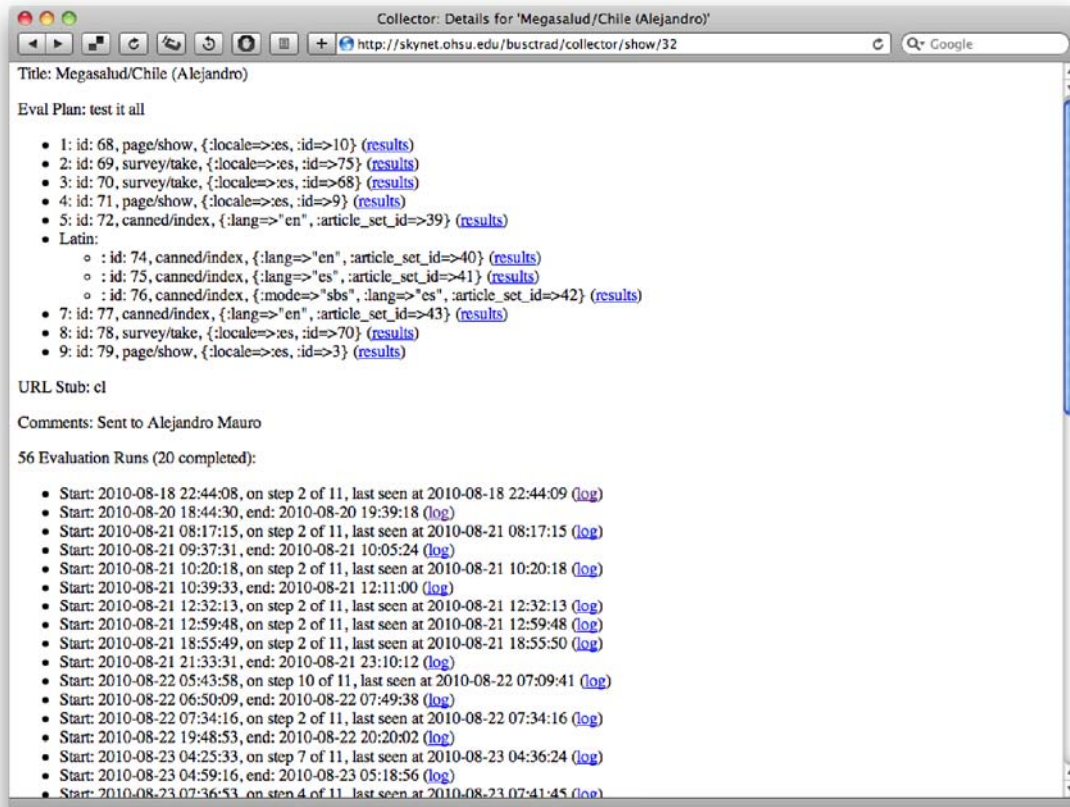 Collector: Details for 'Megasalud/Chile (Alejandro)'
http://skynet.ohsu.edu/busctrad/collector/show/32
Google
Title: Megasalud/Chile (Alejandro)
Eval Plan: test it all
• 1: id: 68, page/show, {:locale=>:es, :id=>10} (results)
• 2: id: 69, survey/take, {:locale=>:es, :id=>75} (results)
• 3: id: 70, survey/take, {:locale=>:es, :id=>68} (results)
• 4: id: 71, page/show, {:locale=>:es, :id=>9} (results)
• 5: id: 72, canned/index, {:lang=>"en", :article_set_id=>39} (results)
• Latin:
◦ : id: 74, canned/index, {:lang=>"en", :article_set_id=>40} (results)
◦ : id: 75, canned/index, {:lang=>"es", :article_set_id=>41} (results)
◦ : id: 76, canned/index, {:mode=>"sbs", :lang=>"es", :article_set_id=>42} (results)
• 7: id: 77, canned/index, {:lang=>"en", :article_set_id=>43} (results)
• 8: id: 78, survey/take, {:locale=>:es, :id=>70} (results)
• 9: id: 79, page/show, {:locale=>:es, :id=>3} (results)
URL Stub: cl
Comments: Sent to Alejandro Mauro
56 Evaluation Runs (20 completed):
• Start: 2010-08-18 22:44:08, on step 2 of 11, last seen at 2010-08-18 22:44:09 (log)
• Start: 2010-08-20 18:44:30, end: 2010-08-20 19:39:18 (log)
• Start: 2010-08-21 08:17:15, on step 2 of 11, last seen at 2010-08-21 08:17:15 (log)
• Start: 2010-08-21 09:37:31, end: 2010-08-21 10:05:24 (log)
• Start: 2010-08-21 10:20:18, on step 2 of 11, last seen at 2010-08-21 10:20:18 (log)
• Start: 2010-08-21 10:39:33, end: 2010-08-21 12:11:00 (log)
• Start: 2010-08-21 12:32:13, on step 2 of 11, last seen at 2010-08-21 12:32:13 (log)
• Start: 2010-08-21 12:59:48, on step 2 of 11, last seen at 2010-08-21 12:59:48 (log)
• Start: 2010-08-21 18:55:49, on step 2 of 11, last seen at 2010-08-21 18:55:50 (log)
• Start: 2010-08-21 21:33:31, end: 2010-08-21 23:10:12 (log)
• Start: 2010-08-22 05:43:58, on step 10 of 11, last seen at 2010-08-22 07:09:41 (log)
• Start: 2010-08-22 06:50:09, end: 2010-08-22 07:49:38 (log)
• Start: 2010-08-22 07:34:16, on step 2 of 11, last seen at 2010-08-22 07:34:16 (log)
• Start: 2010-08-22 19:48:53, end: 2010-08-22 20:20:02 (log)
• Start: 2010-08-23 04:25:33, on step 7 of 11, last seen at 2010-08-23 04:36:24 (log)
• Start: 2010-08-23 04:59:16, end: 2010-08-23 05:18:56 (log)
• Start: 2010-08-23 07:36:53, on step 4 of 11, last seen at 2010-08-23 07:41:45 (log)